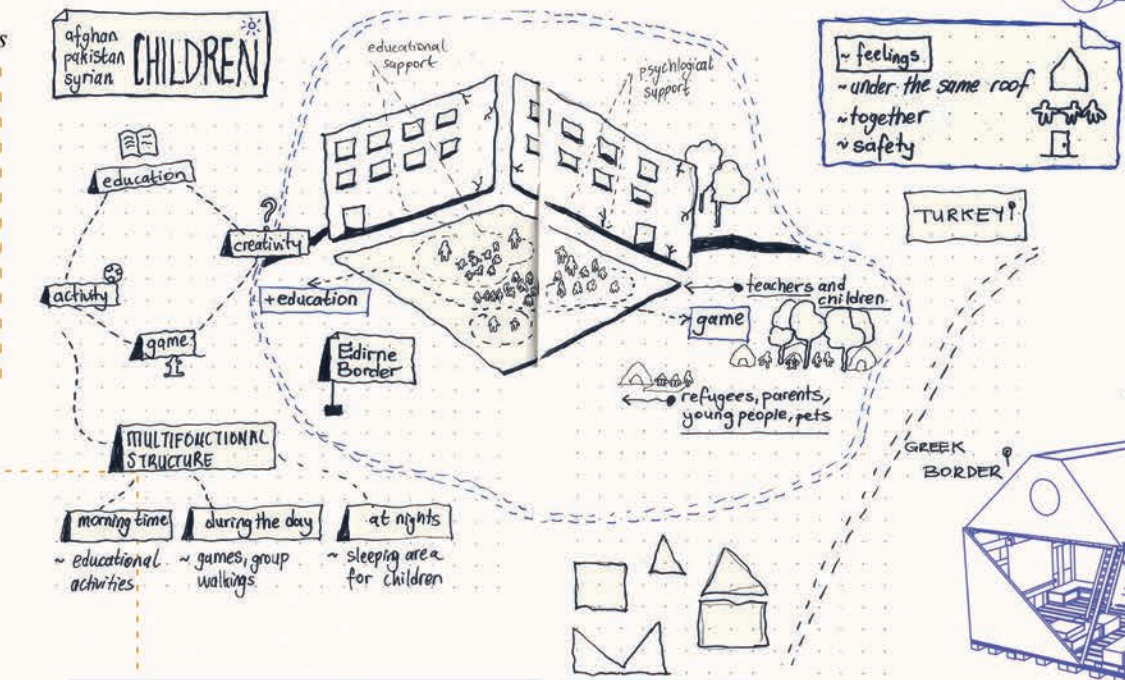 s
afghan
pakistan
syrian
CHILDREN
educational
support
psychlogical
support
~ feelings
~ under the same roof
~ together
~ safety
education
?
creativity
TURKEY
activity
+education
teachers and
children
game
game
Edirne
Border
refugees, parents,
young people, pets
MULTIFONCTIONAL
STRUCTURE
GREEK
BORDER
morning time
during the day
at nights
~ educational
activities
~ games, group
walkings
~ sleeping area
for children